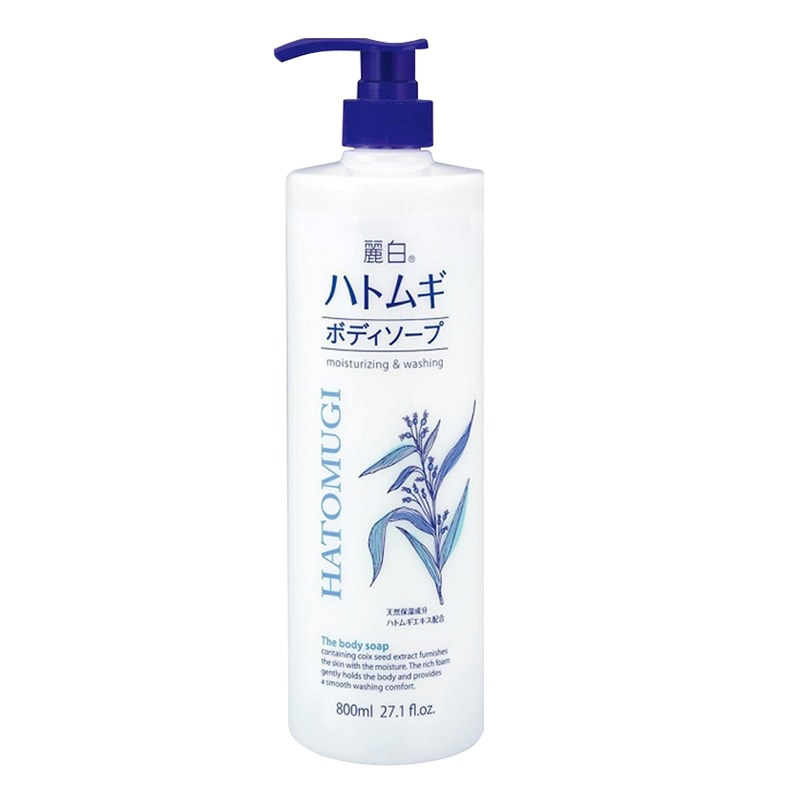 麗白®
ハトムギ
ボディソープ
moisturizing & washing
HATOMUGI
天然保湿成分
ハトムギエキス配合
The body soap
containing coix seed extract furnishes
the skin with the moisture. The rich foam
gently holds the body and provides
a smooth washing comfort.
800ml 27.1 fl.oz.